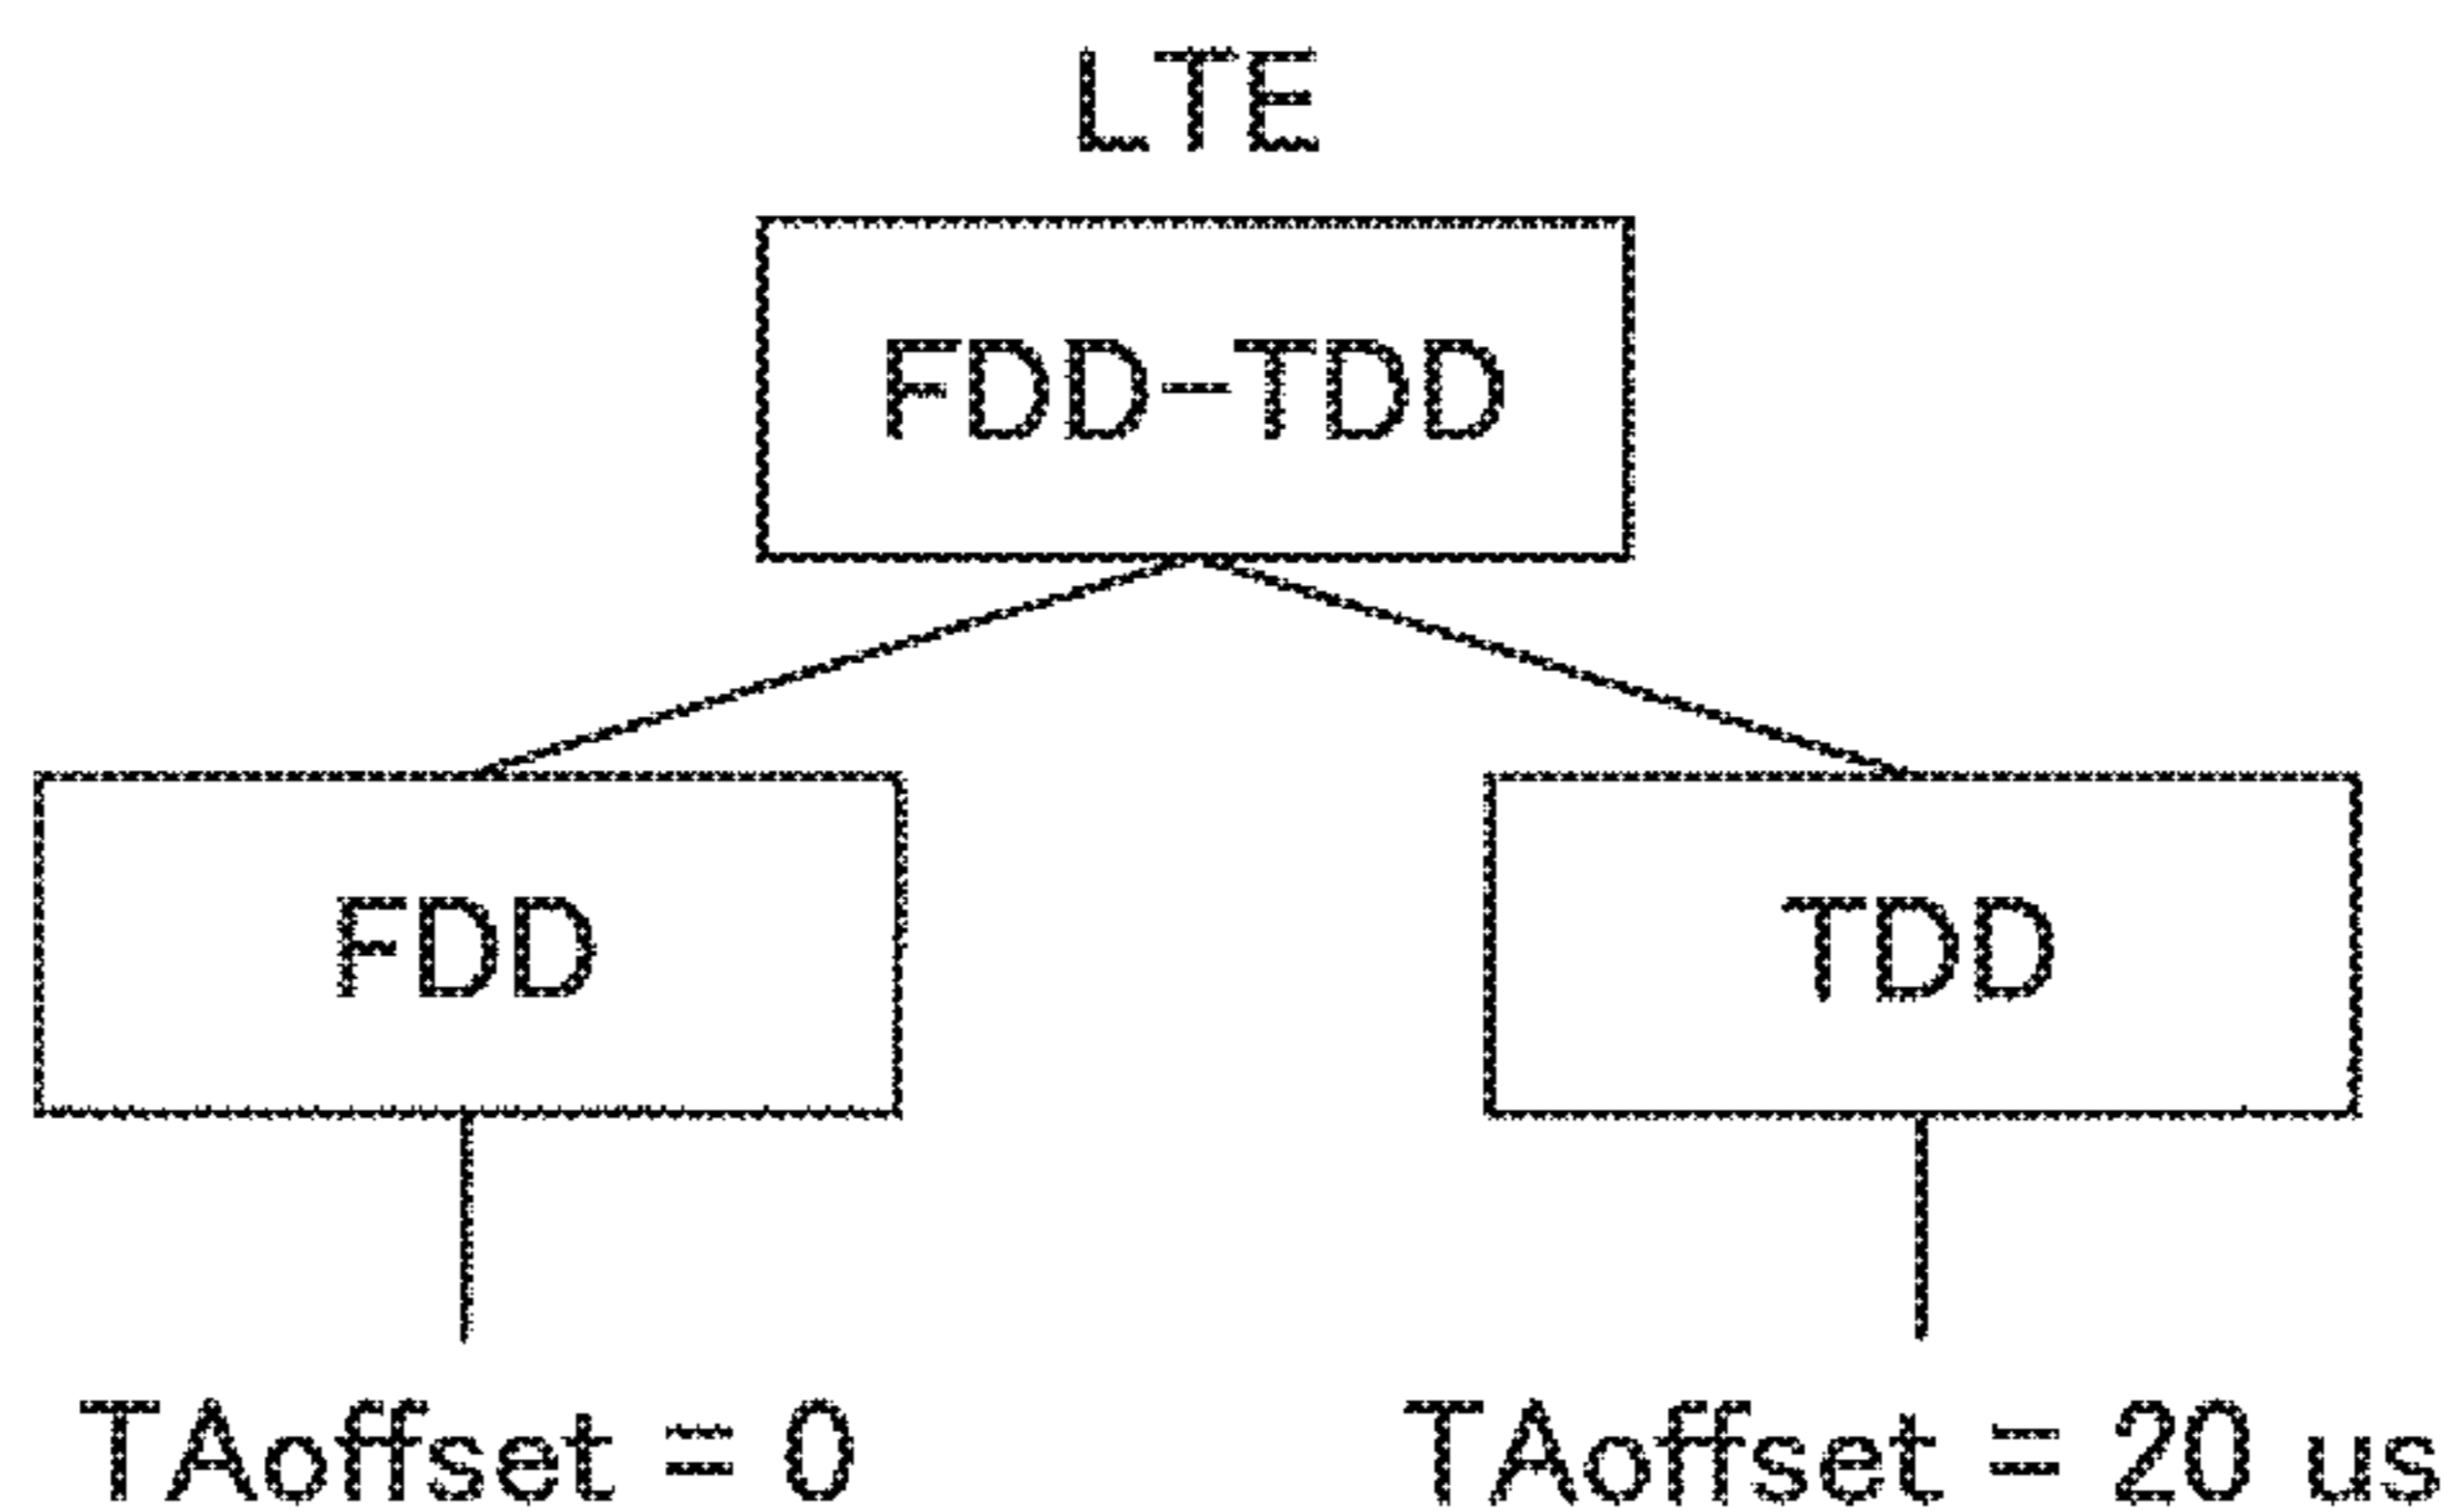 LTE
FDD-TDD
FDD
TDD
TAoffset = 0
TAoffset = 20 us